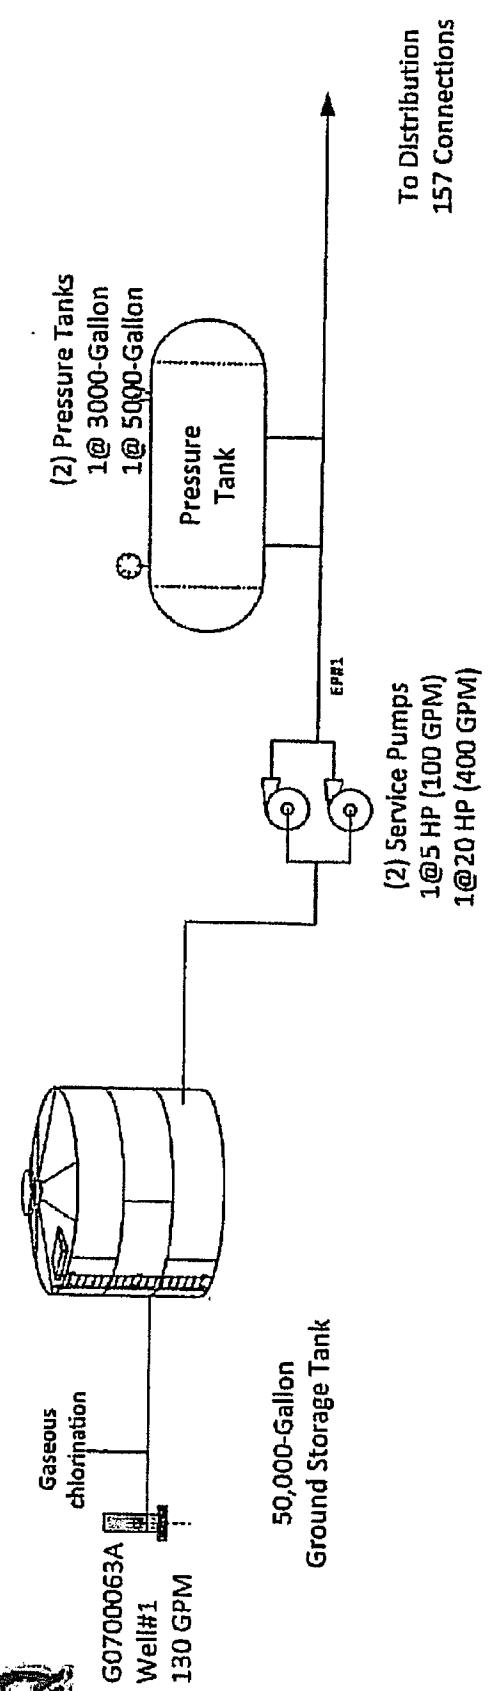 G0700063A
Well#1
130 GPM
Gaseous
chlorination
50,000-Gallon
Ground Storage Tank
(2) Service Pumps
1@5 HP (100 GPM)
1@20 HP (400 GPM)
EP#1
(2) Pressure Tanks
1@ 3000-Gallon
1@ 5000-Gallon
Pressure
Tank
To Distribution
157 Connections